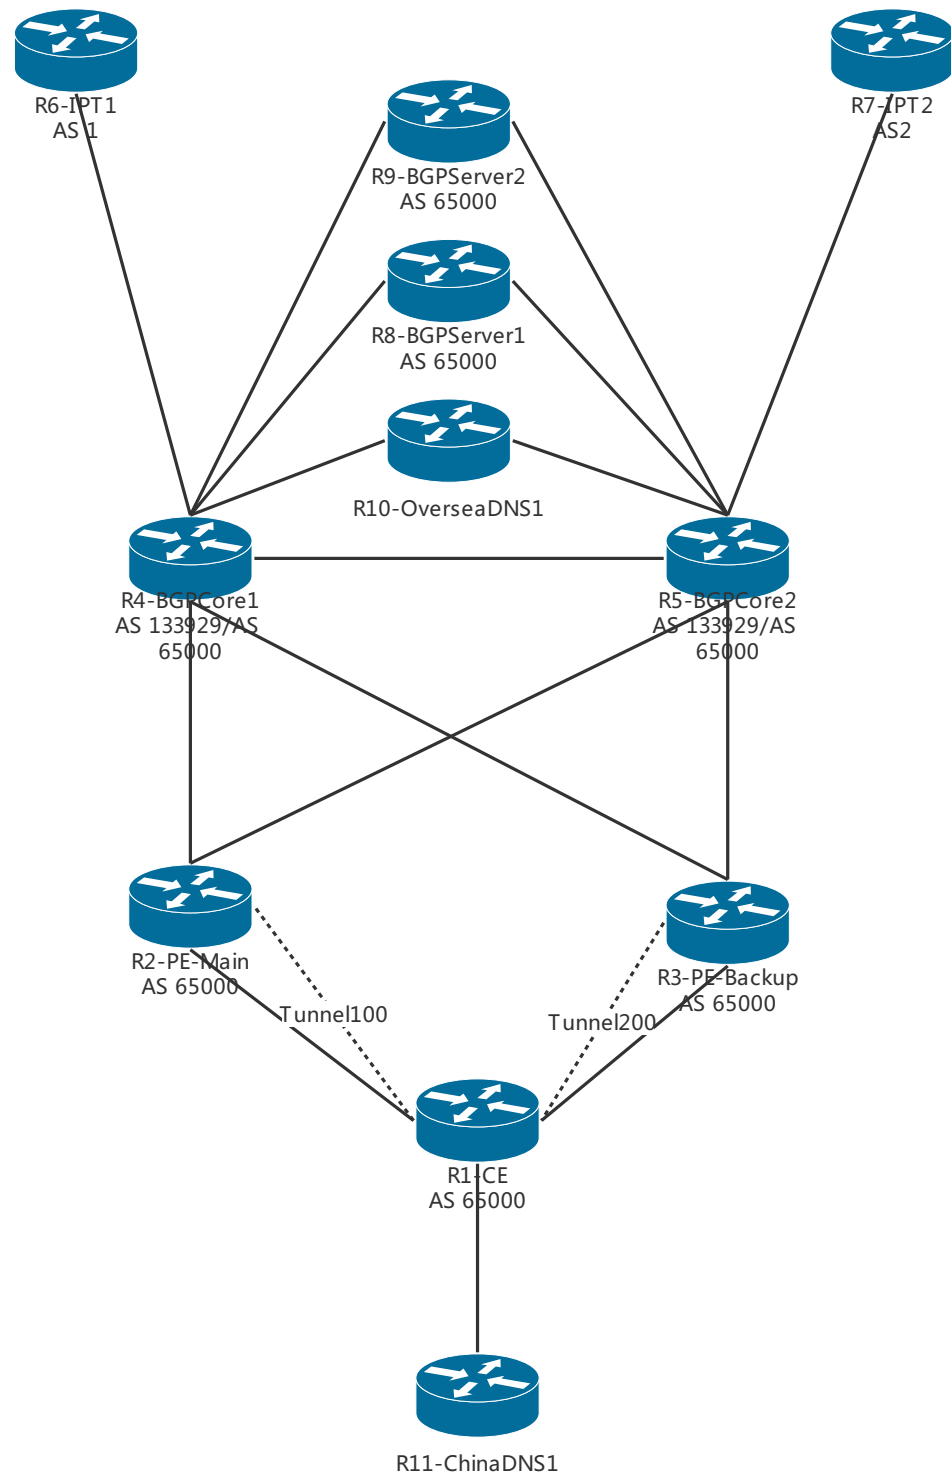 R6-IPT1
AS 1
R7-IPT2
AS2
R9-BGPServer2
AS 65000
R8-BGPServer1
AS 65000
R10-OverseaDNS1
R4-BGPCore1
AS 133929/AS
65000
R5-BGPCore2
AS 133929/AS
65000
R2-PE-Main
AS 65000
R3-PE-Backup
AS 65000
Tunnel100
Tunnel200
R1-CE
AS 65000
R11-ChinaDNS1